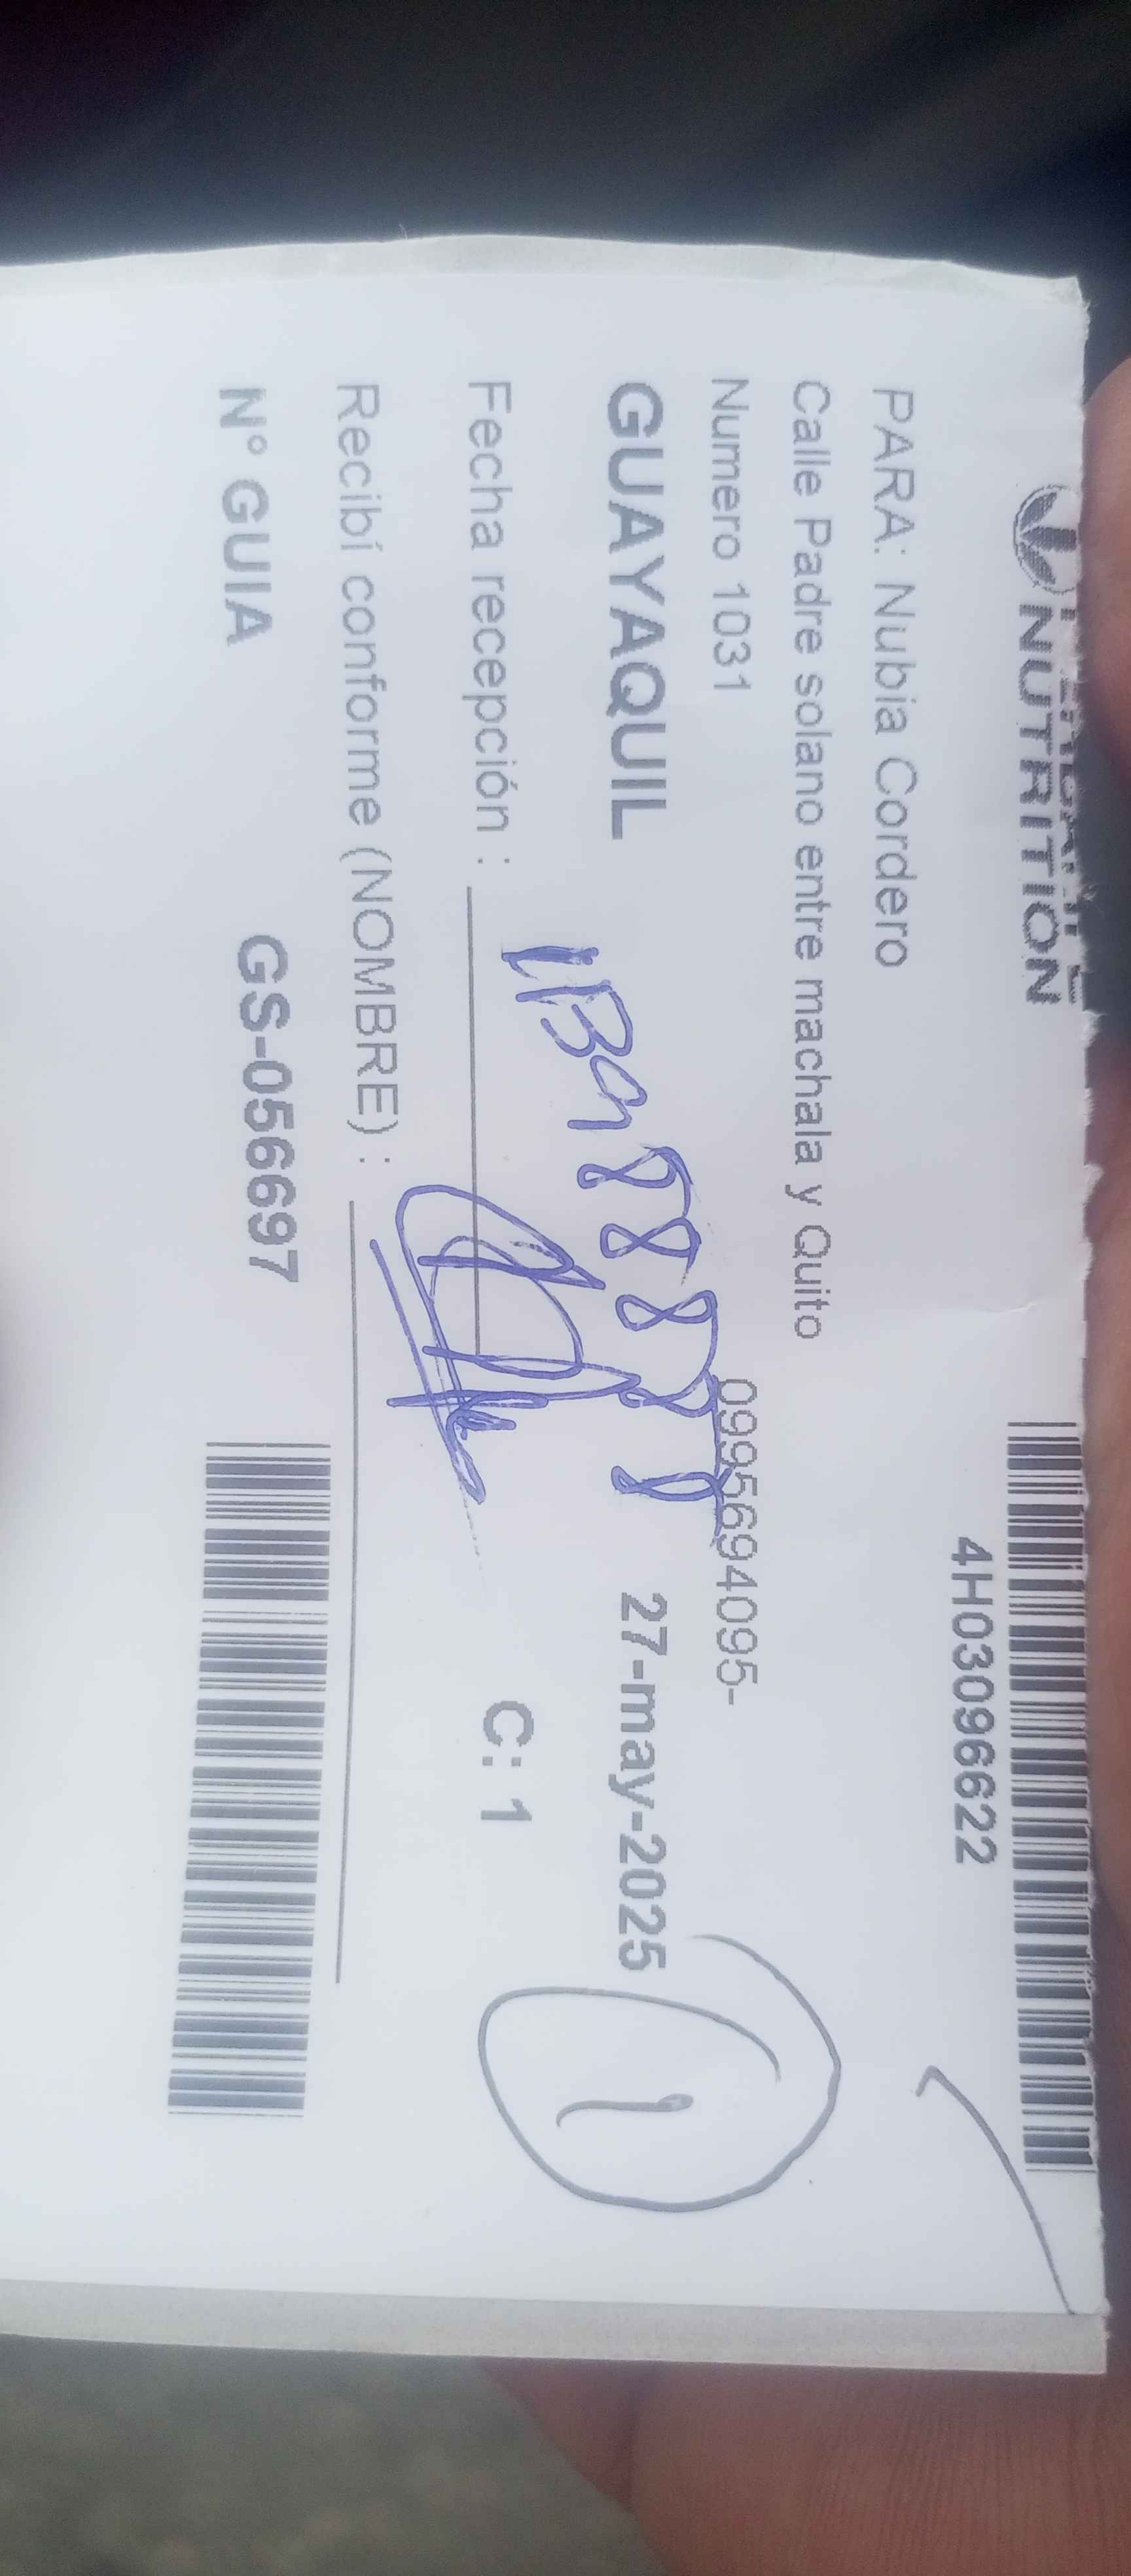 NUTRITION
4H03096622
PARA: Nubia Cordero
Calle Padre solano entre machala y Quito
Numero 1031
0995694095-
GUAYAQUIL
27-may-2025
1
Fecha recepción :
C: 1
Recibí conforme (NOMBRE) :
N° GUIA
GS-056697